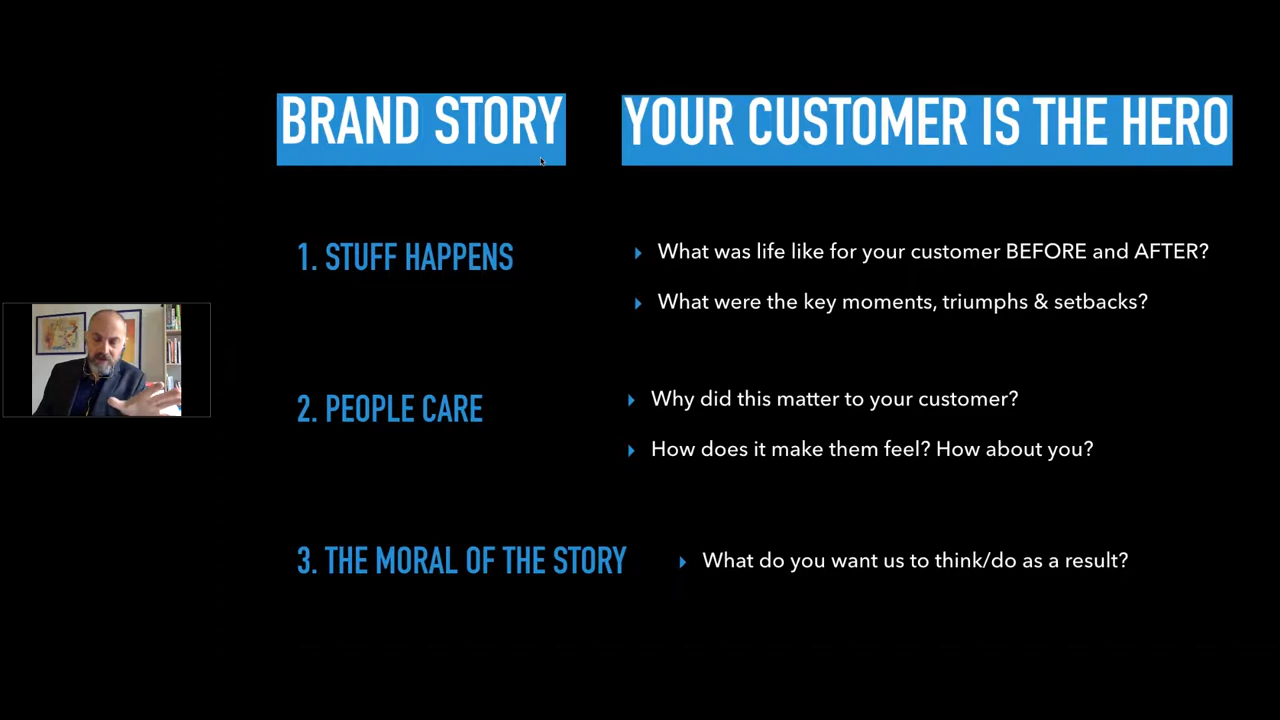 BRAND STORY
YOUR CUSTOMER IS THE HERO
1. STUFF HAPPENS
What was life like for your customer BEFORE and AFTER?
What were the key moments, triumphs & setbacks?
2. PEOPLE CARE
Why did this matter to your customer?
How does it make them feel? How about you?
3. THE MORAL OF THE STORY
What do you want us to think/do as a result?